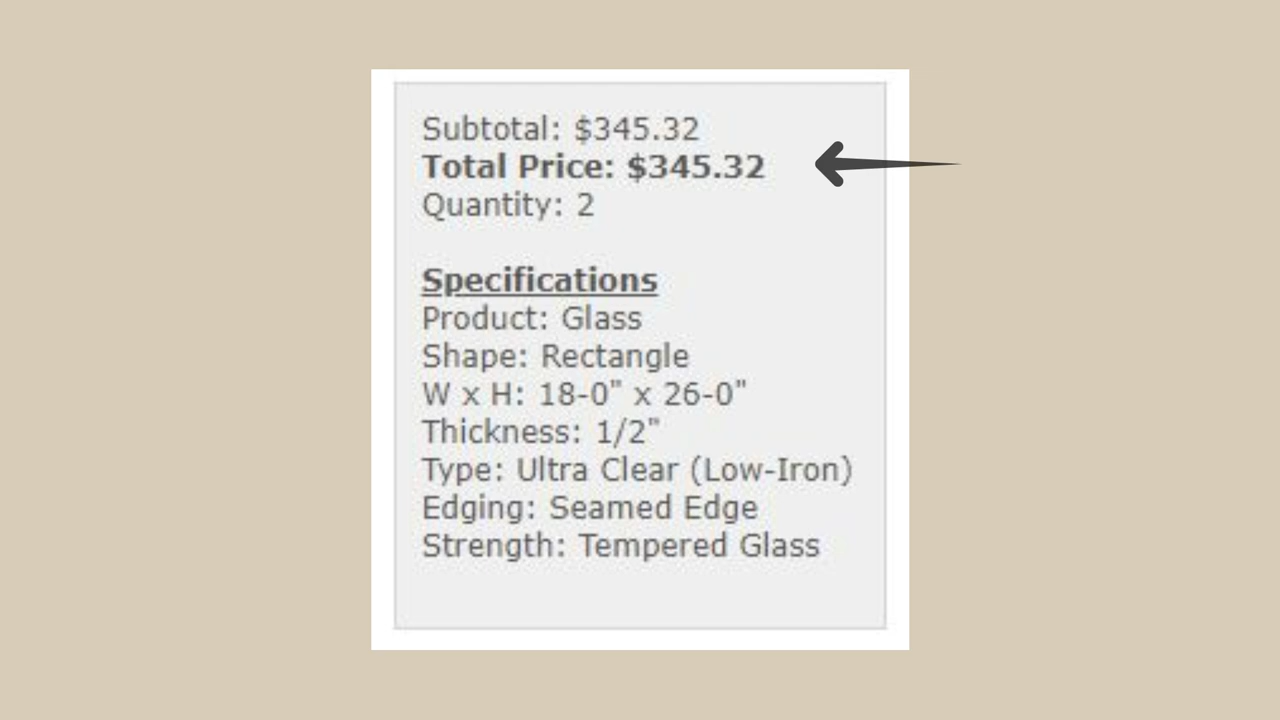 Subtotal: $345.32
Total Price: $345.32
Quantity: 2
Specifications
Product: Glass
Shape: Rectangle
W x H: 18-0" x 26-0"
Thickness: 1/2"
Type: Ultra Clear (Low-Iron)
Edging: Seamed Edge
Strength: Tempered Glass